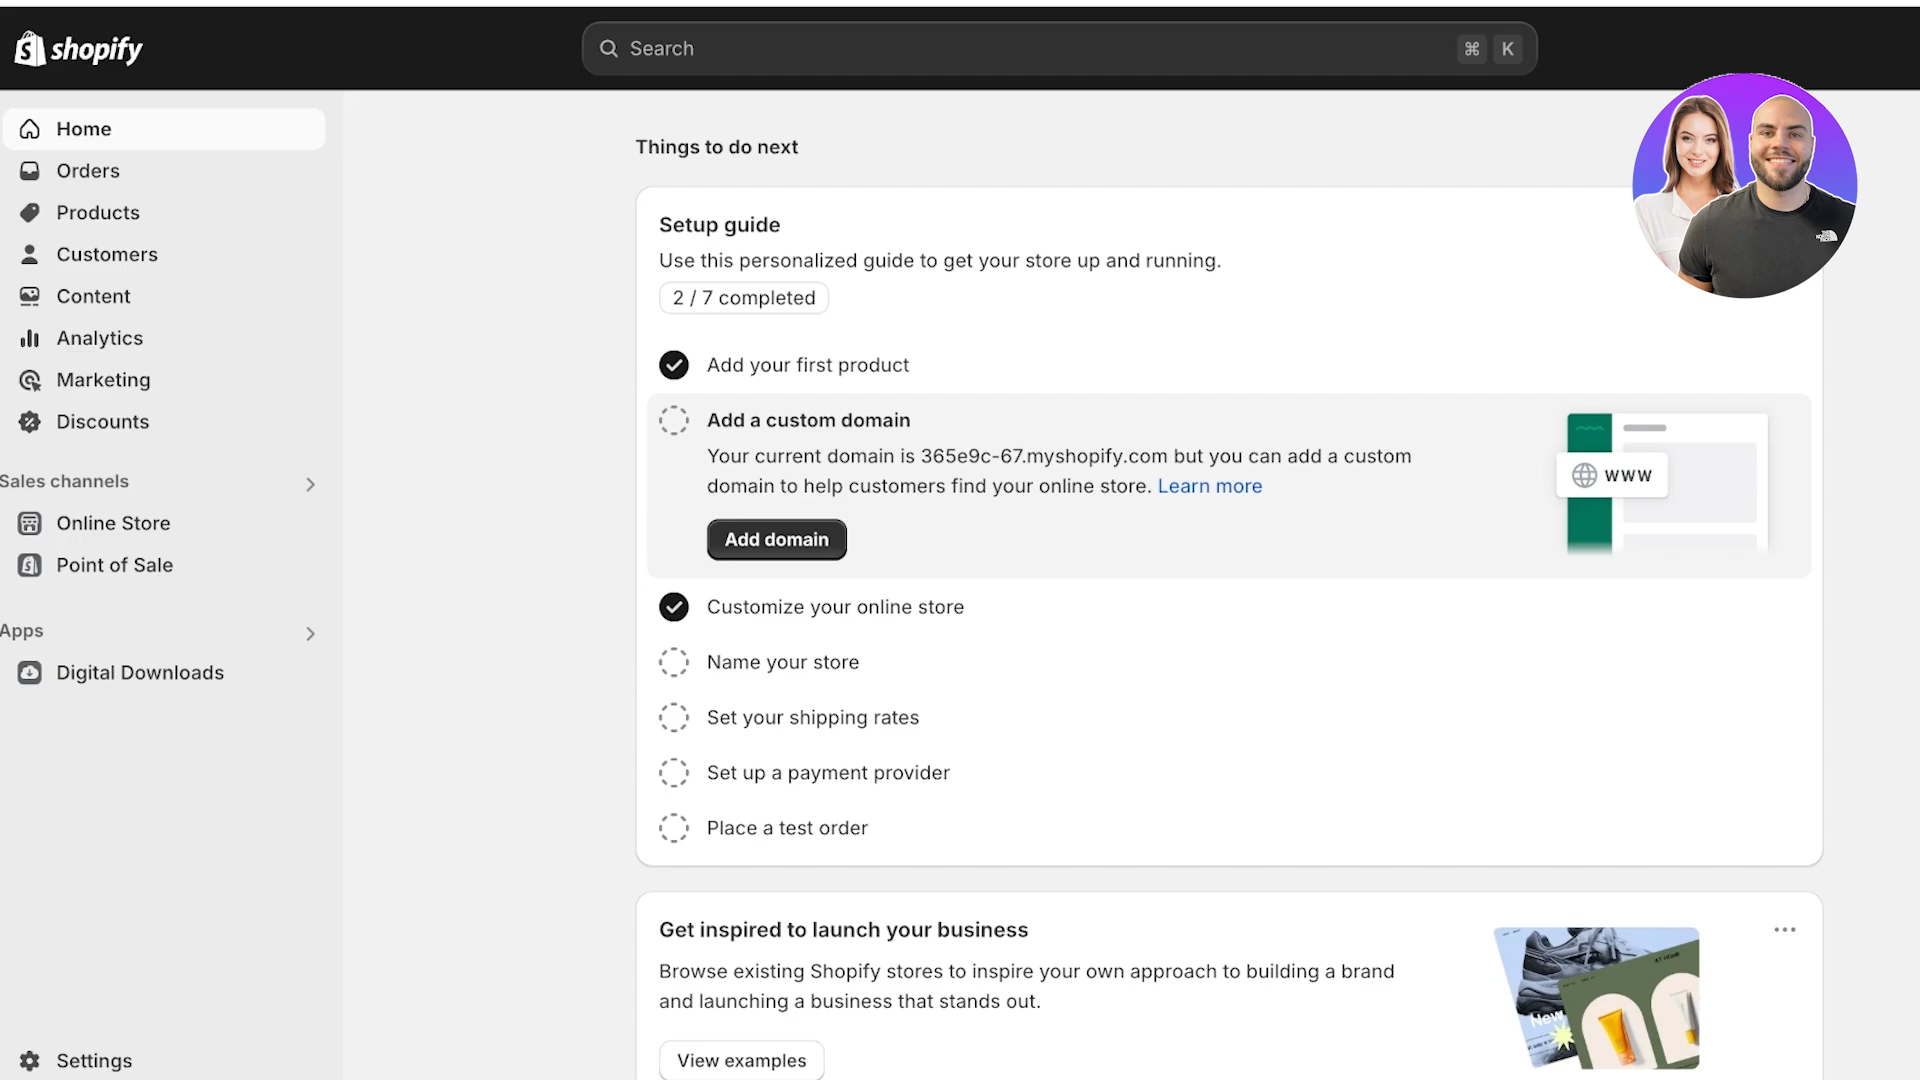 shopify
Search
⌘ K
Home
Orders
Products
Customers
Content
Analytics
Marketing
Discounts
Sales channels
Online Store
Point of Sale
Apps
Digital Downloads
Settings
Things to do next
Setup guide
Use this personalized guide to get your store up and running.
2 / 7 completed
Add your first product
Add a custom domain
Your current domain is 365e9c-67.myshopify.com but you can add a custom
domain to help customers find your online store. Learn more
Add domain
www
Customize your online store
Name your store
Set your shipping rates
Set up a payment provider
Place a test order
Get inspired to launch your business
Browse existing Shopify stores to inspire your own approach to building a brand
and launching a business that stands out.
View examples
New
THE
NORTH
FACE